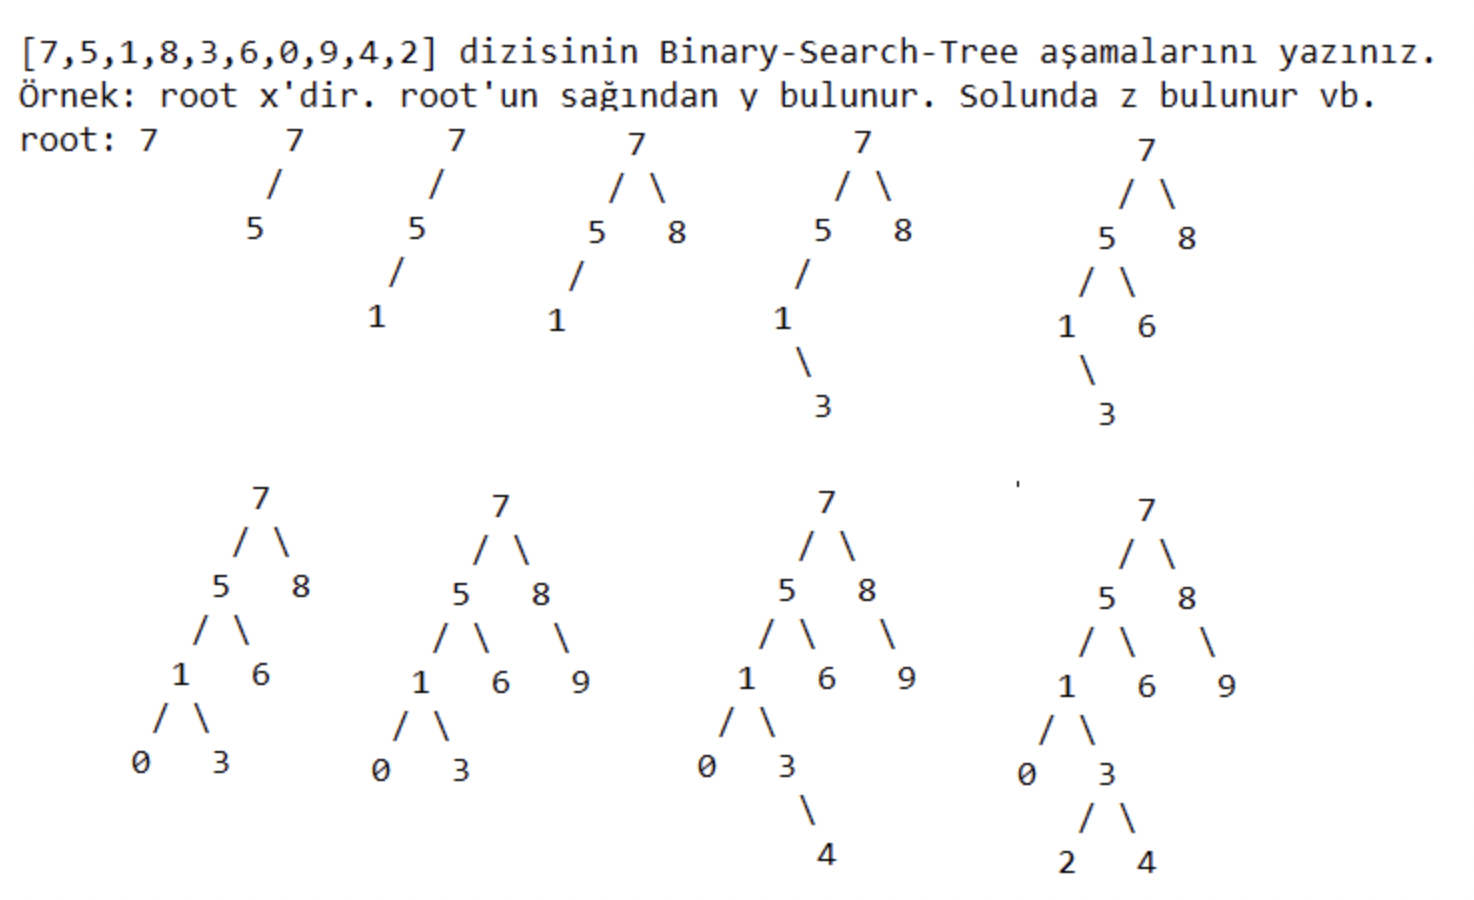 [7,5,1,8,3,6,0,9,4,2] dizisinin Binary-Search-Tree aşamalarını yazınız.
Örnek: root x'dir. root'un sağından y bulunur. Solunda z bulunur vb.
root: 7 7 7 7 7 7
/ / / \ / \ / \
5 5 5 8 5 8 5 8
/ / / / \
1 1 1 1 6
\ \
3 3
7 7 7 7
/ \ / \ / \ / \
5 8 5 8 5 8 5 8
/ \ / \ \ / \ \ / \ \
1 6 1 6 9 1 6 9 1 6 9
/ \ / \ / \ / \
0 3 0 3 0 3 0 3
\ / \
4 2 4